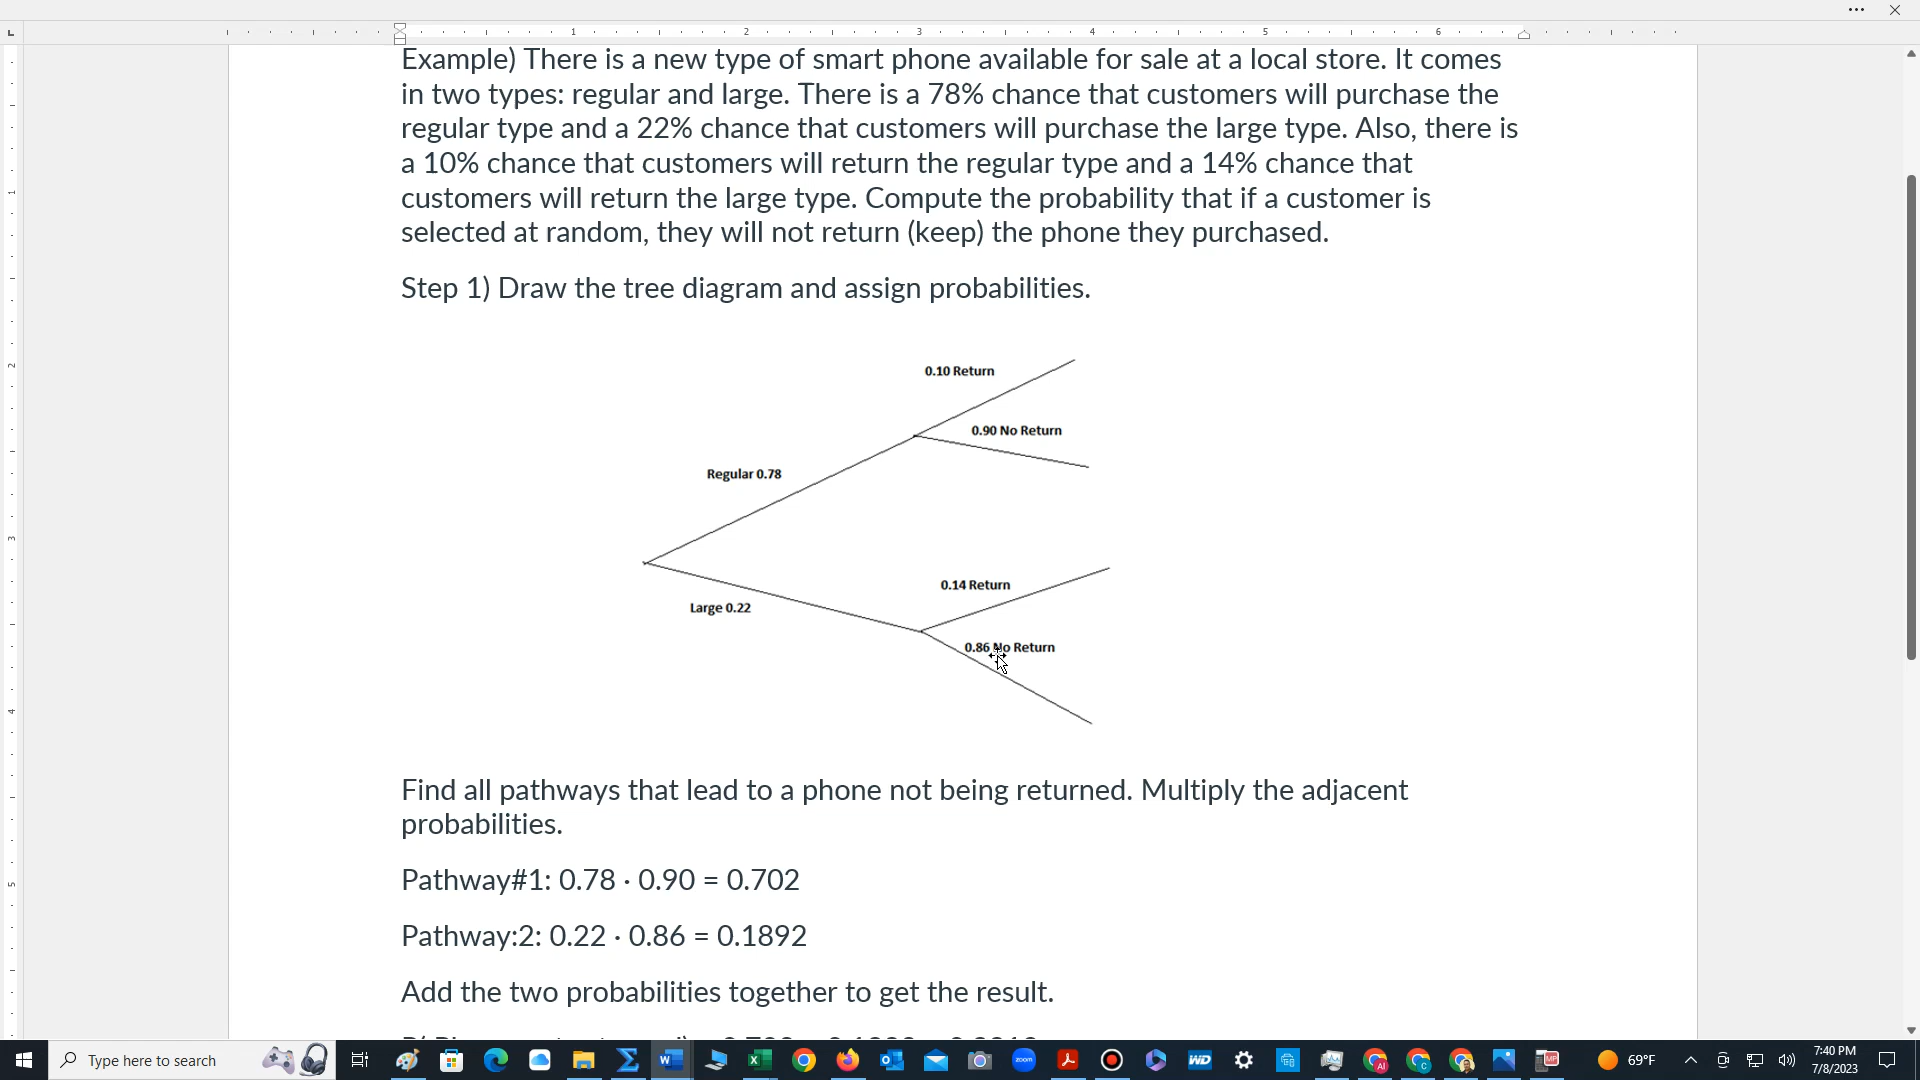 Example) There is a new type of smart phone available for sale at a local store. It comes
in two types: regular and large. There is a 78% chance that customers will purchase the
regular type and a 22% chance that customers will purchase the large type. Also, there is
a 10% chance that customers will return the regular type and a 14% chance that
customers will return the large type. Compute the probability that if a customer is
selected at random, they will not return (keep) the phone they purchased.
Step 1) Draw the tree diagram and assign probabilities.
0.10 Return
0.90 No Return
Regular 0.78
0.14 Return
Large 0.22
0.86 No Return
Find all pathways that lead to a phone not being returned. Multiply the adjacent
probabilities.
Pathway#1: 0.78 · 0.90 = 0.702
Pathway:2: 0.22 · 0.86 = 0.1892
Add the two probabilities together to get the result.
Type here to search
69°F
7:40 PM
7/8/2023